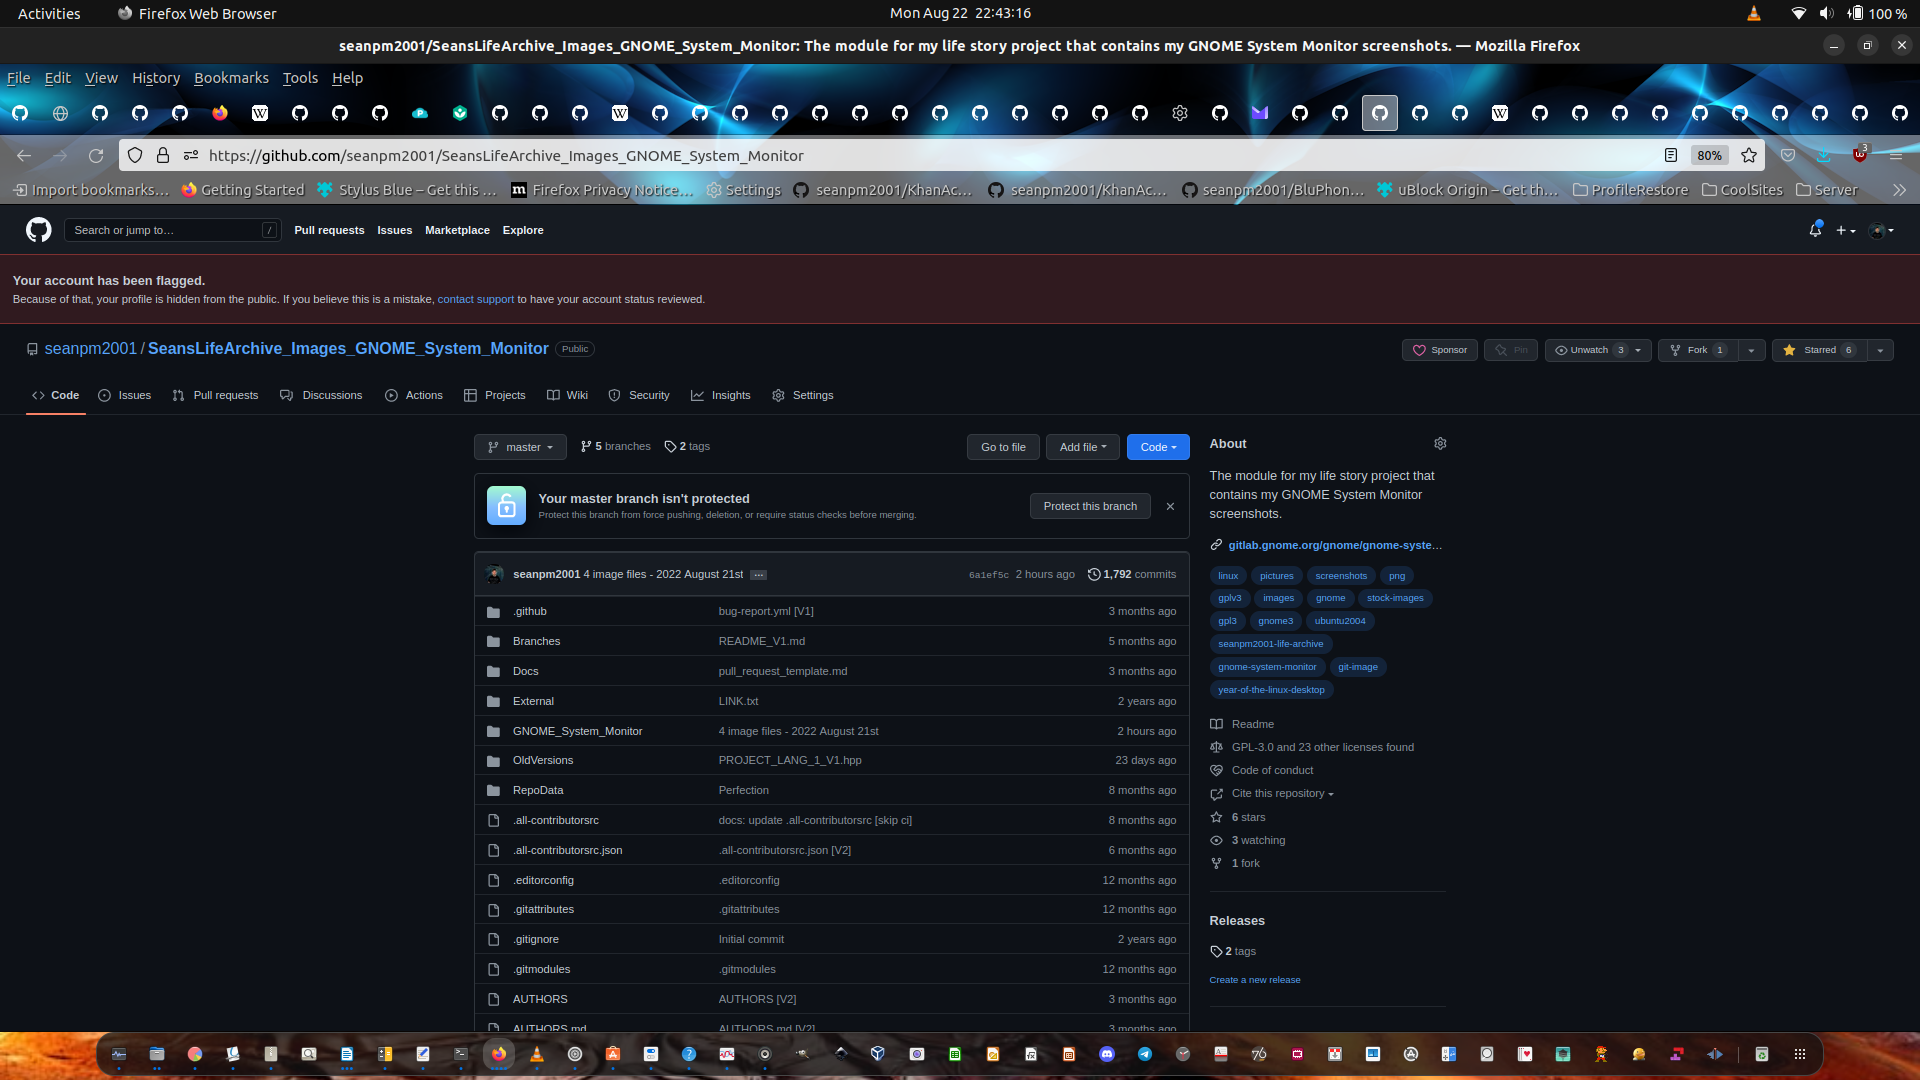 Activities
Firefox Web Browser
Mon Aug 22 22:43:16
100 %
seanpm2001/SeansLifeArchive_Images_GNOME_System_Monitor: The module for my life story project that contains my GNOME System Monitor screenshots. — Mozilla Firefox
File Edit View History Bookmarks Tools Help
https://github.com/seanpm2001/SeansLifeArchive_Images_GNOME_System_Monitor
80%
3
Import bookmarks… Getting Started Stylus Blue – Get this … Firefox Privacy Notice… Settings seanpm2001/KhanAc… seanpm2001/KhanAc… seanpm2001/BluPhon… uBlock Origin – Get th… ProfileRestore CoolSites Server
Search or jump to… /
Pull requests Issues Marketplace Explore
Your account has been flagged.
Because of that, your profile is hidden from the public. If you believe this is a mistake, contact support to have your account status reviewed.
seanpm2001 / SeansLifeArchive_Images_GNOME_System_Monitor Public
Sponsor Pin Unwatch 3 Fork 1 Starred 6
Code Issues Pull requests Discussions Actions Projects Wiki Security Insights Settings
master 5 branches 2 tags
Go to file Add file Code
Your master branch isn't protected
Protect this branch from force pushing, deletion, or require status checks before merging.
Protect this branch
seanpm2001 4 image files - 2022 August 21st … 6a1ef5c 2 hours ago 1,792 commits
.github bug-report.yml [V1] 3 months ago
Branches README_V1.md 5 months ago
Docs pull_request_template.md 3 months ago
External LINK.txt 2 years ago
GNOME_System_Monitor 4 image files - 2022 August 21st 2 hours ago
OldVersions PROJECT_LANG_1_V1.hpp 23 days ago
RepoData Perfection 8 months ago
.all-contributorsrc docs: update .all-contributorsrc [skip ci] 8 months ago
.all-contributorsrc.json .all-contributorsrc.json [V2] 6 months ago
.editorconfig .editorconfig 12 months ago
.gitattributes .gitattributes 12 months ago
.gitignore Initial commit 2 years ago
.gitmodules .gitmodules 12 months ago
AUTHORS AUTHORS [V2] 3 months ago
AUTHORS.md AUTHORS.md [V2] 3 months ago
About
The module for my life story project that
contains my GNOME System Monitor
screenshots.
gitlab.gnome.org/gnome/gnome-syste…
linux pictures screenshots png
gplv3 images gnome stock-images
gpl3 gnome3 ubuntu2004
seanpm2001-life-archive
gnome-system-monitor git-image
year-of-the-linux-desktop
Readme
GPL-3.0 and 23 other licenses found
Code of conduct
Cite this repository
6 stars
3 watching
1 fork
Releases
2 tags
Create a new release